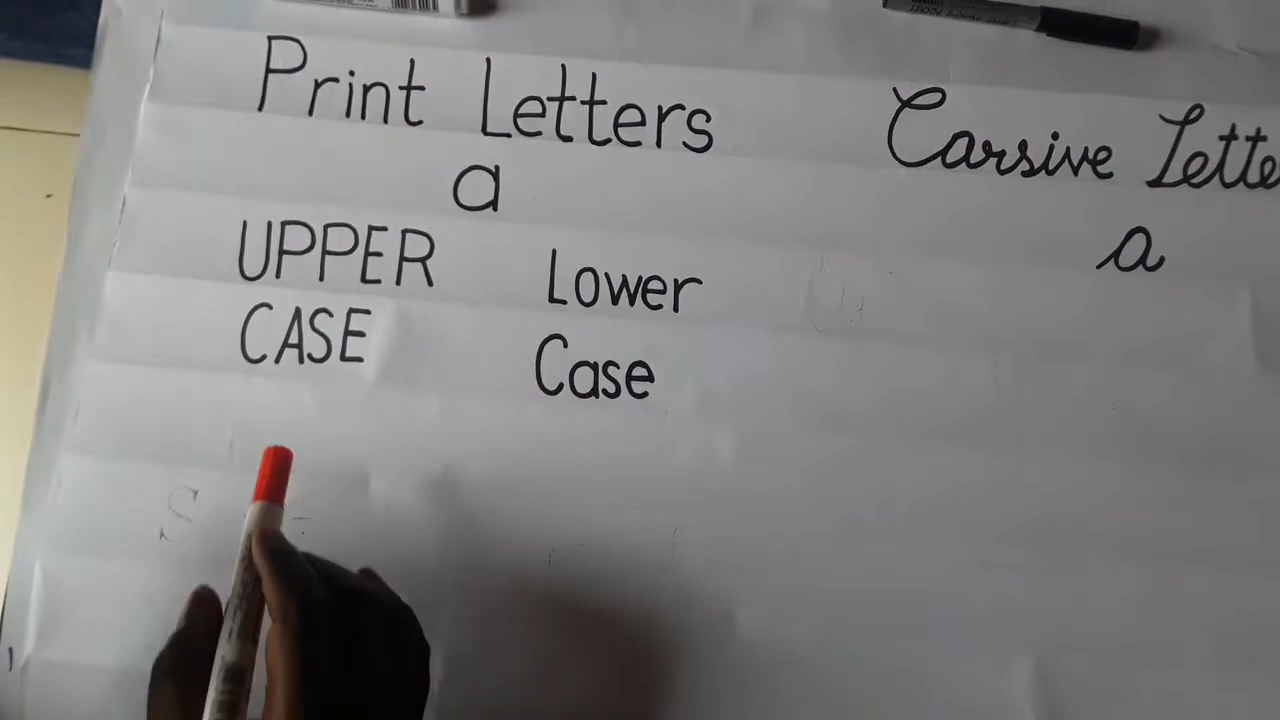 Print Letters
a
UPPER
CASE
Lower
Case
Carsive Lette
a